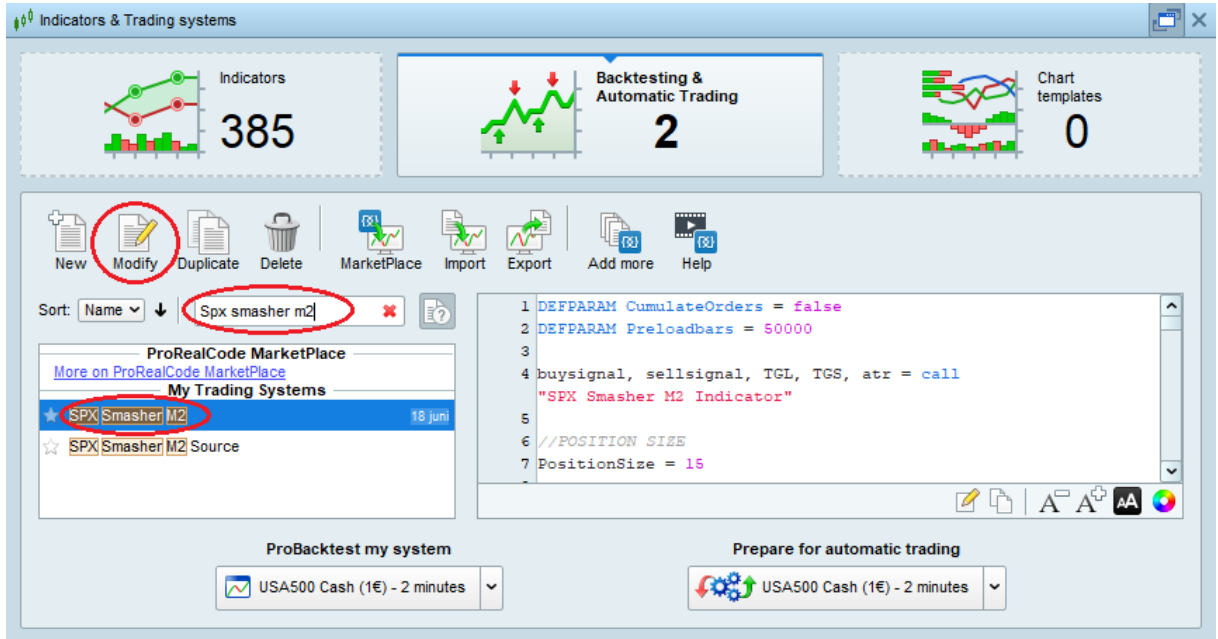 Indicators & Trading systems
Indicators
385
Backtesting &
Automatic Trading
2
Chart
templates
0
New Modify Duplicate Delete MarketPlace Import Export Add more Help
Sort: Name Spx smasher m2
ProRealCode MarketPlace
More on ProRealCode MarketPlace
My Trading Systems
SPX Smasher M2 18 juni
SPX Smasher M2 Source
1 DEFPARAM CumulateOrders = false
2 DEFPARAM Preloadbars = 50000
3
4 buysignal, sellsignal, TGL, TGS, atr = call
"SPX Smasher M2 Indicator"
5
6 //POSITION SIZE
7 PositionSize = 15
A A AA
ProBacktest my system
USA500 Cash (1€) - 2 minutes
Prepare for automatic trading
USA500 Cash (1€) - 2 minutes